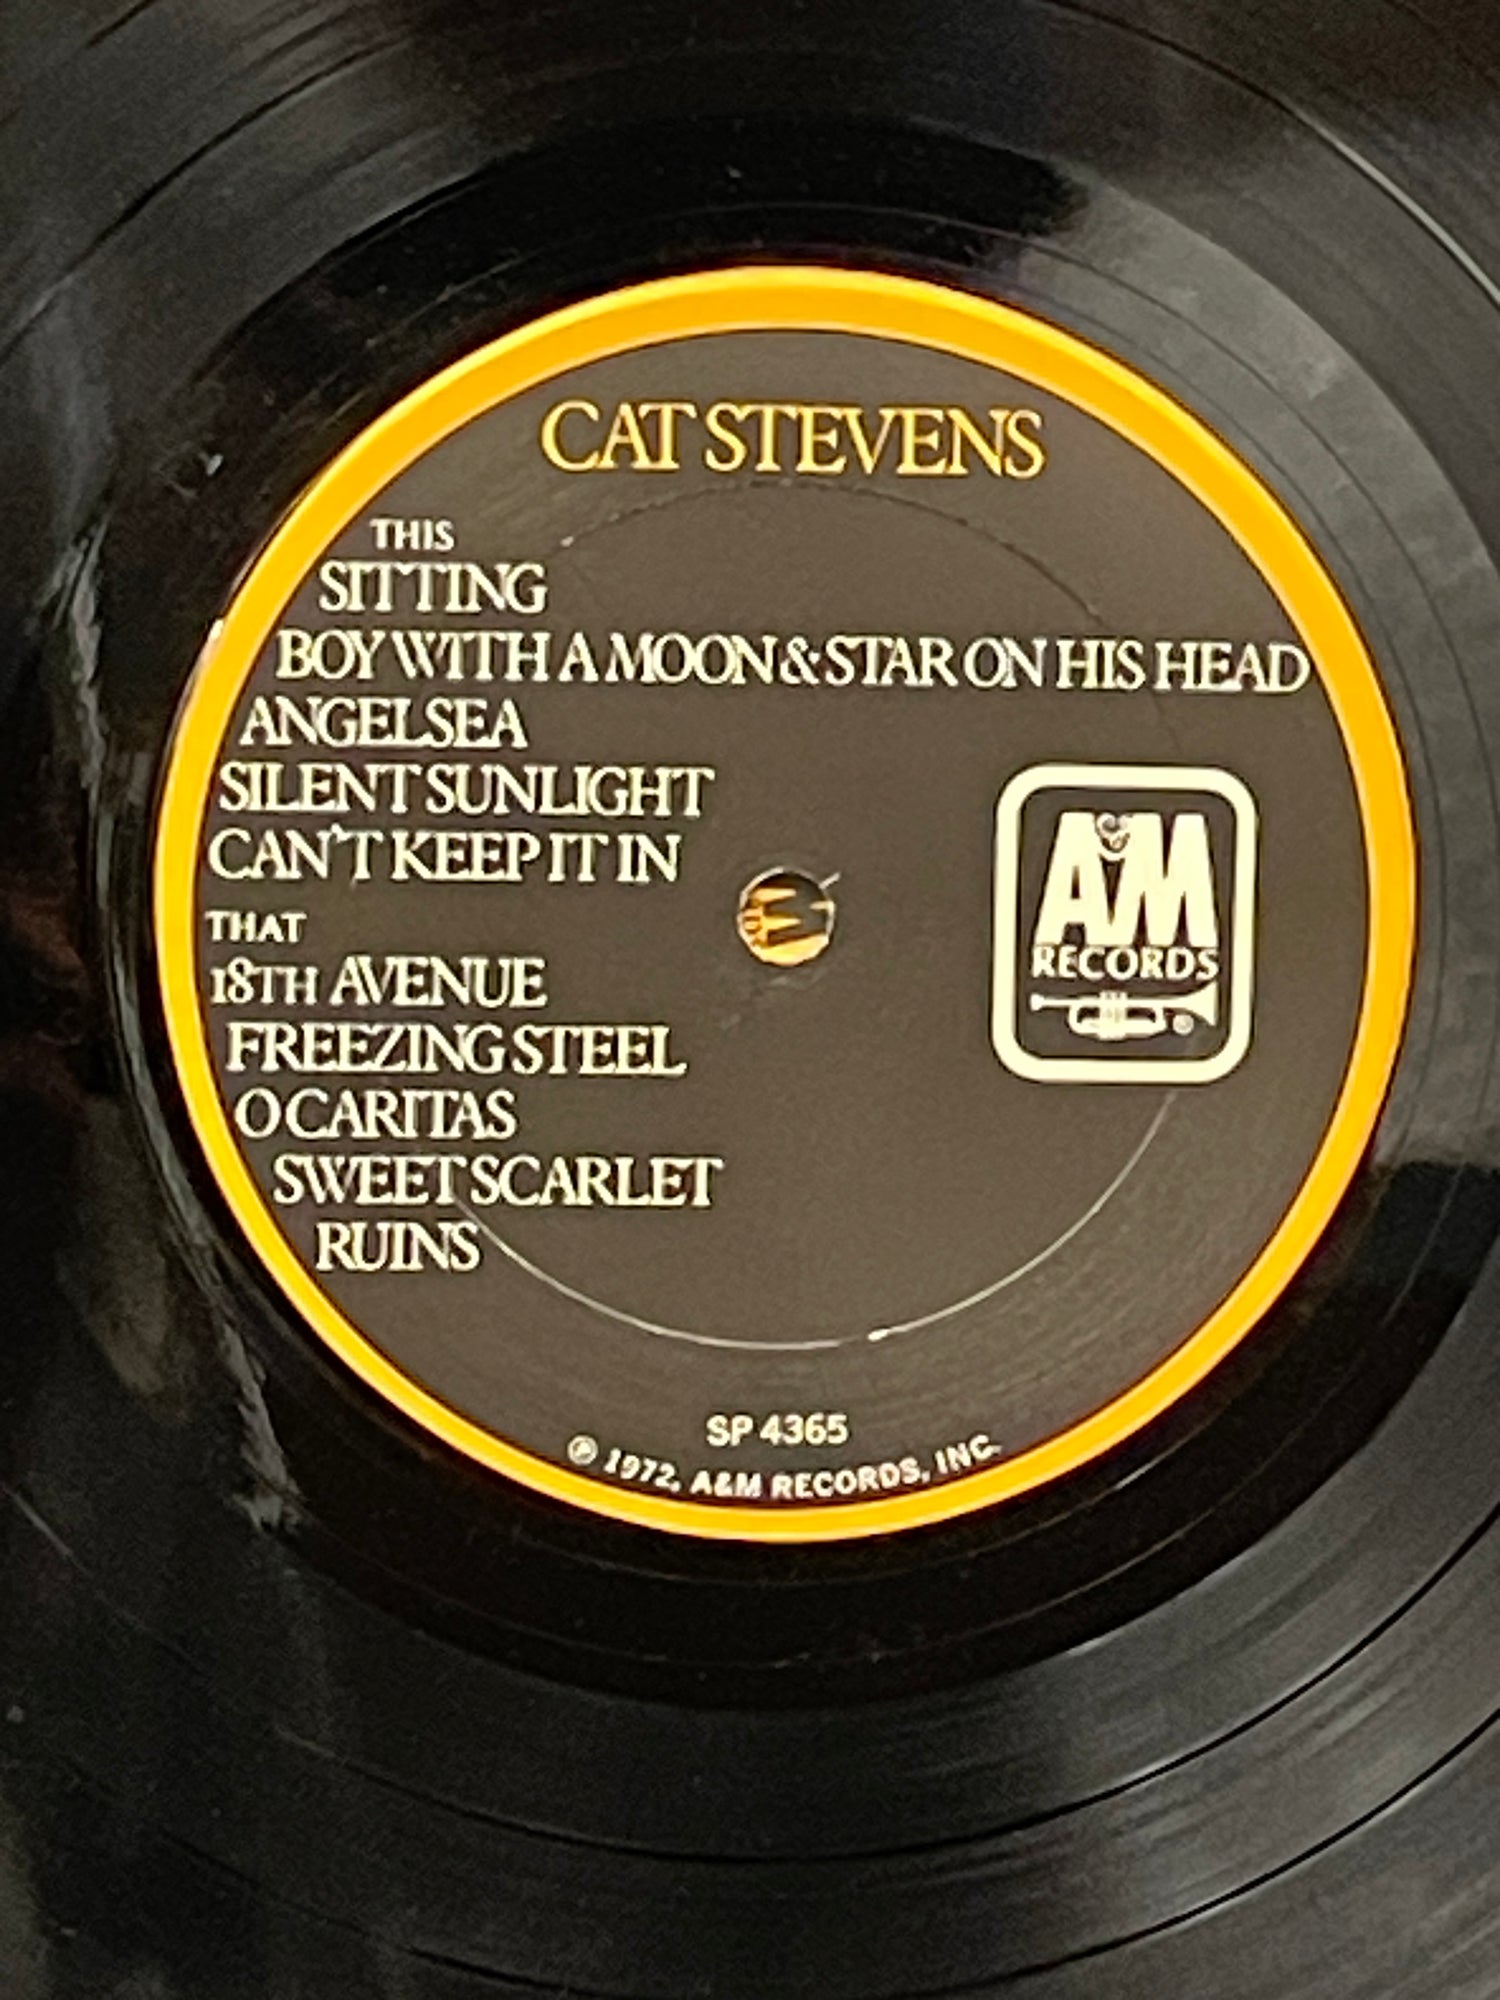 CAT STEVENS
THIS
SITTING
BOY WITH A MOON & STAR ON HIS HEAD
ANGELSEA
SILENT SUNLIGHT
CAN'T KEEP IT IN
THAT
18TH AVENUE
FREEZING STEEL
O CARITAS
SWEET SCARLET
RUINS
A&M
RECORDS
®
SP 4365
℗ 1972, A&M RECORDS, INC.